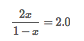 2x / (1 − x) = 2.0